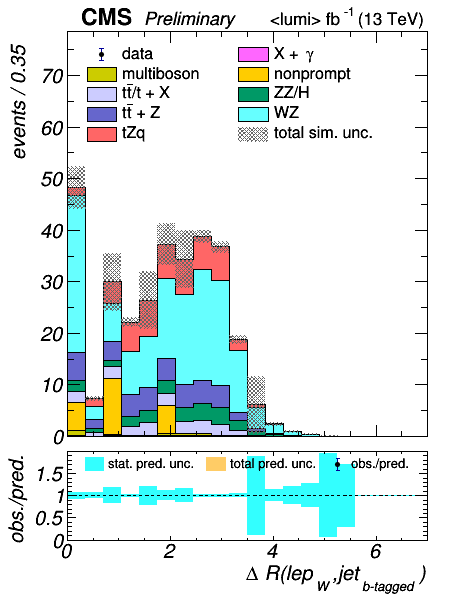 CMS Preliminary <lumi> fb⁻¹ (13 TeV)
events / 0.35
data
multiboson
tt̄/t + X
tt̄ + Z
tZq
X + γ
nonprompt
ZZ/H
WZ
total sim. unc.
70
60
50
40
30
20
10
0
obs./pred.
stat. pred. unc. total pred. unc. obs./pred.
1.5
1
0.5
0
0 2 4 6
Δ R(lep_W, jet_b-tagged)